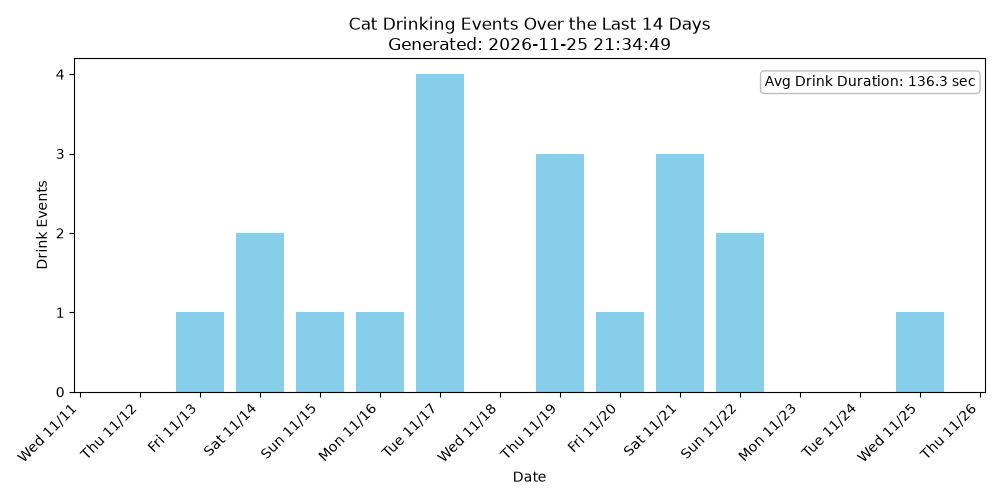 Cat Drinking Events Over the Last 14 Days
Generated: 2026-11-25 21:34:49
Avg Drink Duration: 136.3 sec
Drink Events
4
3
2
1
0
Wed 11/11
Thu 11/12
Fri 11/13
Sat 11/14
Sun 11/15
Mon 11/16
Tue 11/17
Wed 11/18
Thu 11/19
Fri 11/20
Sat 11/21
Sun 11/22
Mon 11/23
Tue 11/24
Wed 11/25
Thu 11/26
Date